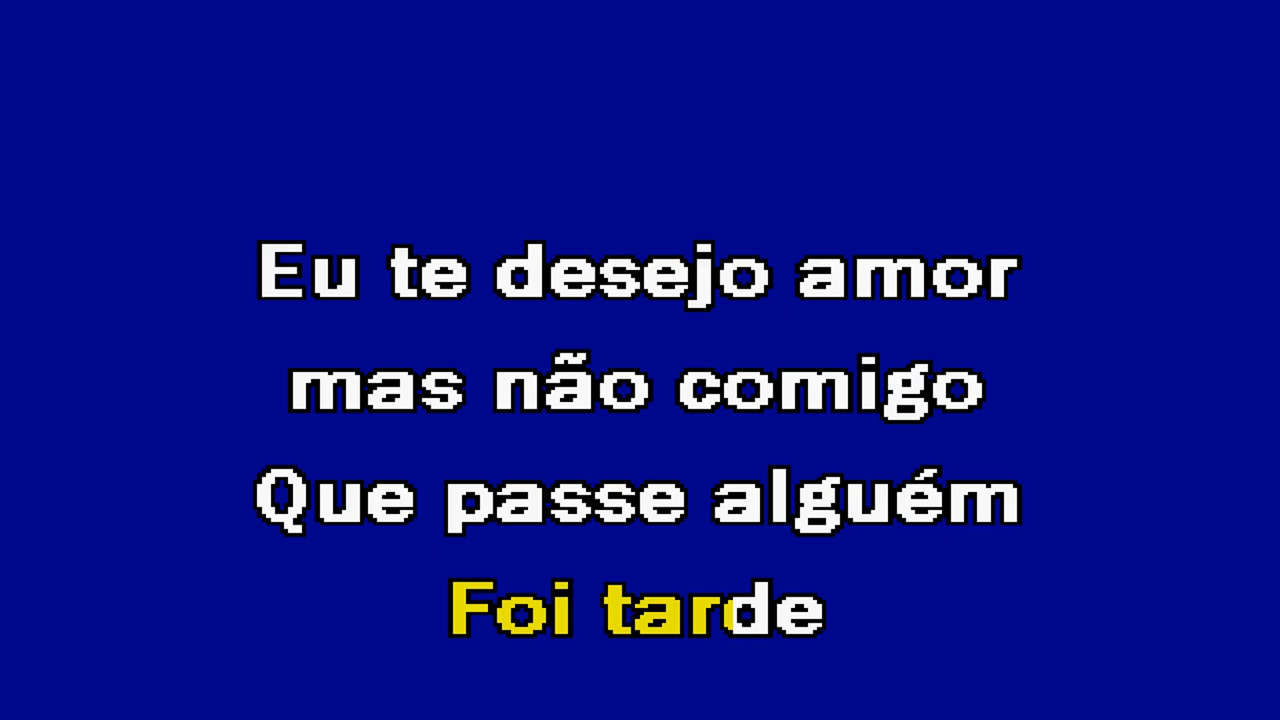 Eu te desejo amor
mas não comigo
Que passe alguém
Foi tarde